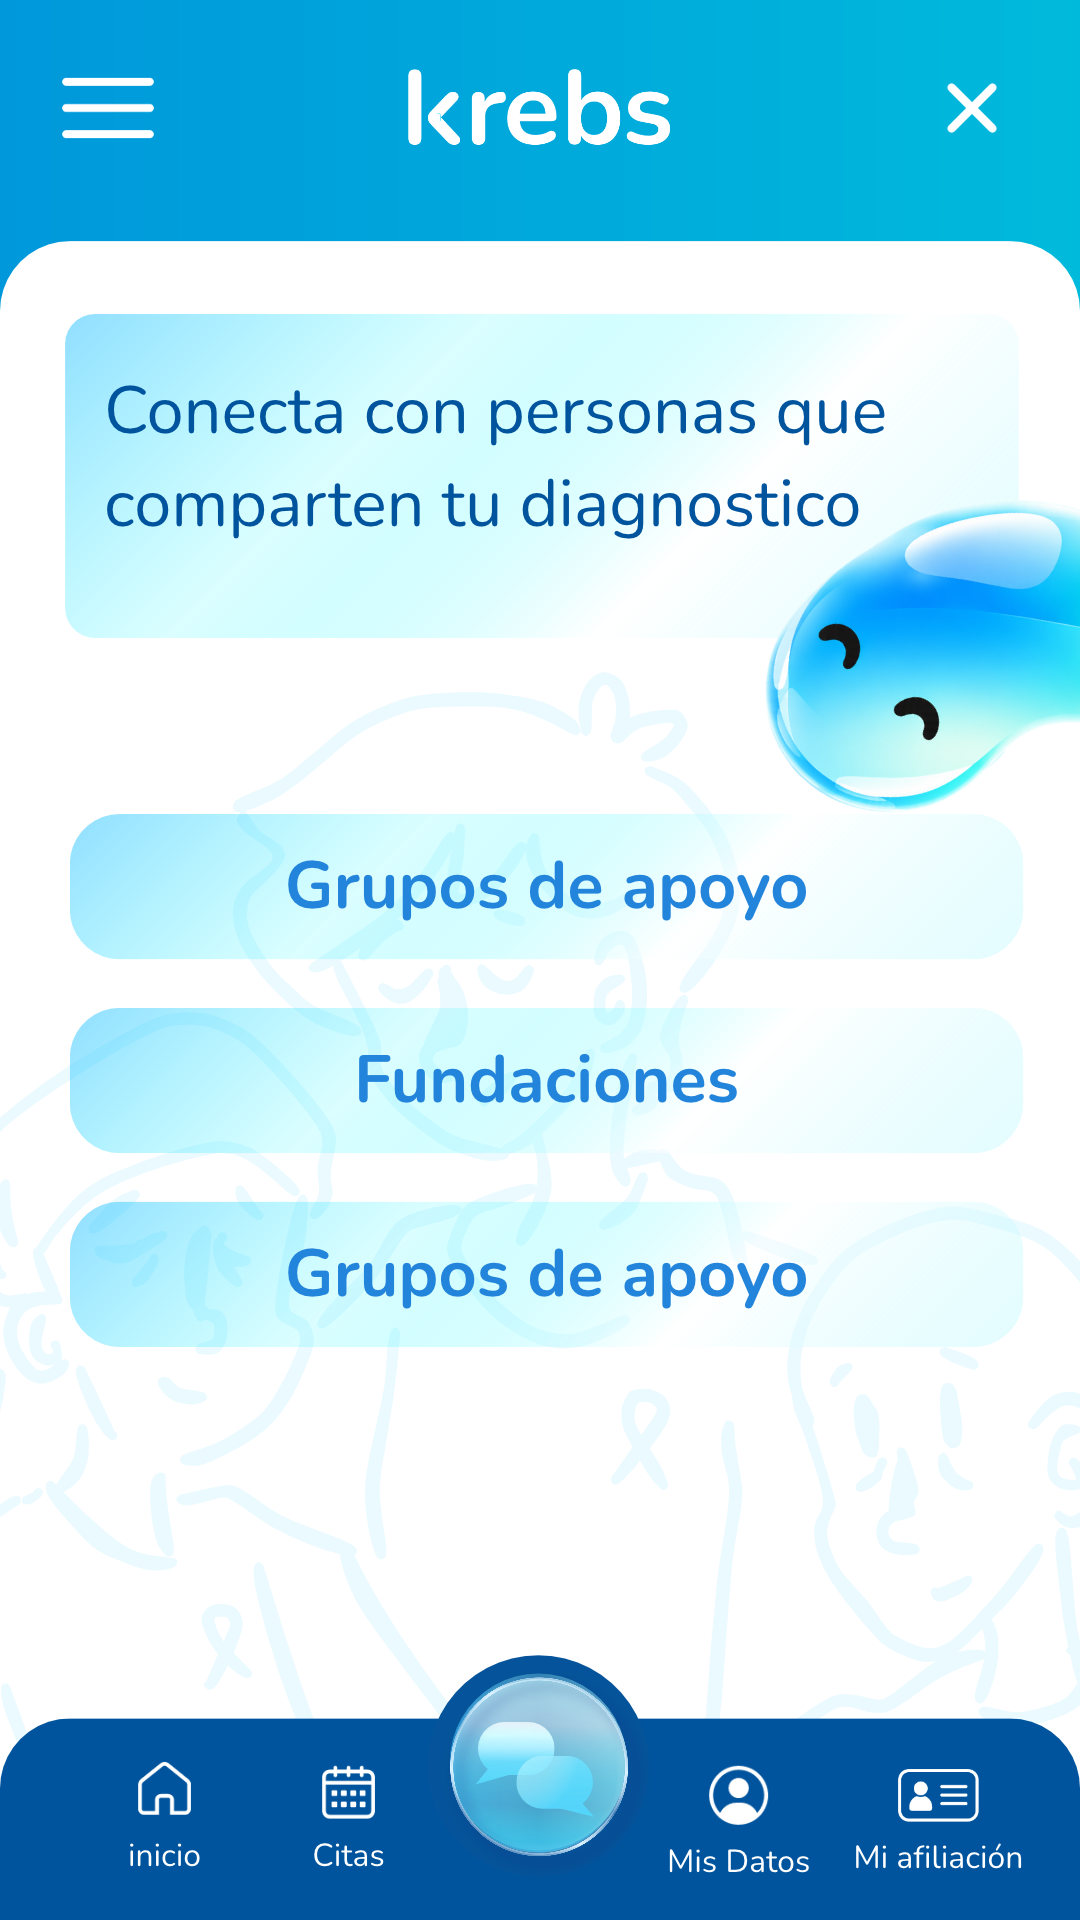 krebs
Conecta con personas que
comparten tu diagnostico
Grupos de apoyo
Fundaciones
Grupos de apoyo
inicio
Citas
Mis Datos
Mi afiliación